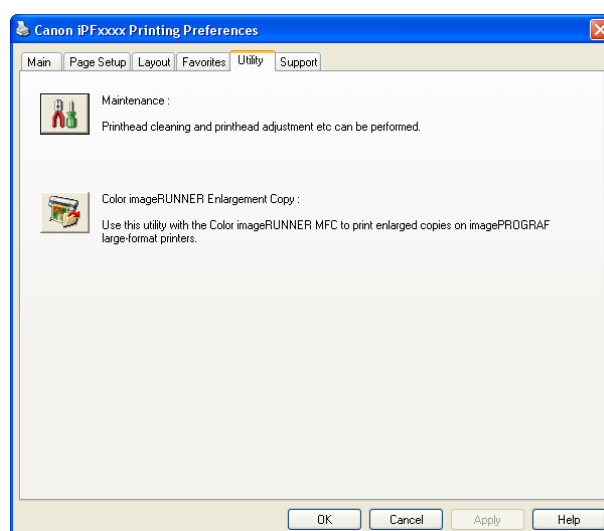 Canon iPFxxxx Printing Preferences
Main Page Setup Layout Favorites Utility Support
Maintenance :
Printhead cleaning and printhead adjustment etc can be performed.
Color imageRUNNER Enlargement Copy :
Use this utility with the Color imageRUNNER MFC to print enlarged copies on imagePROGRAF
large-format printers.
OK Cancel Apply Help